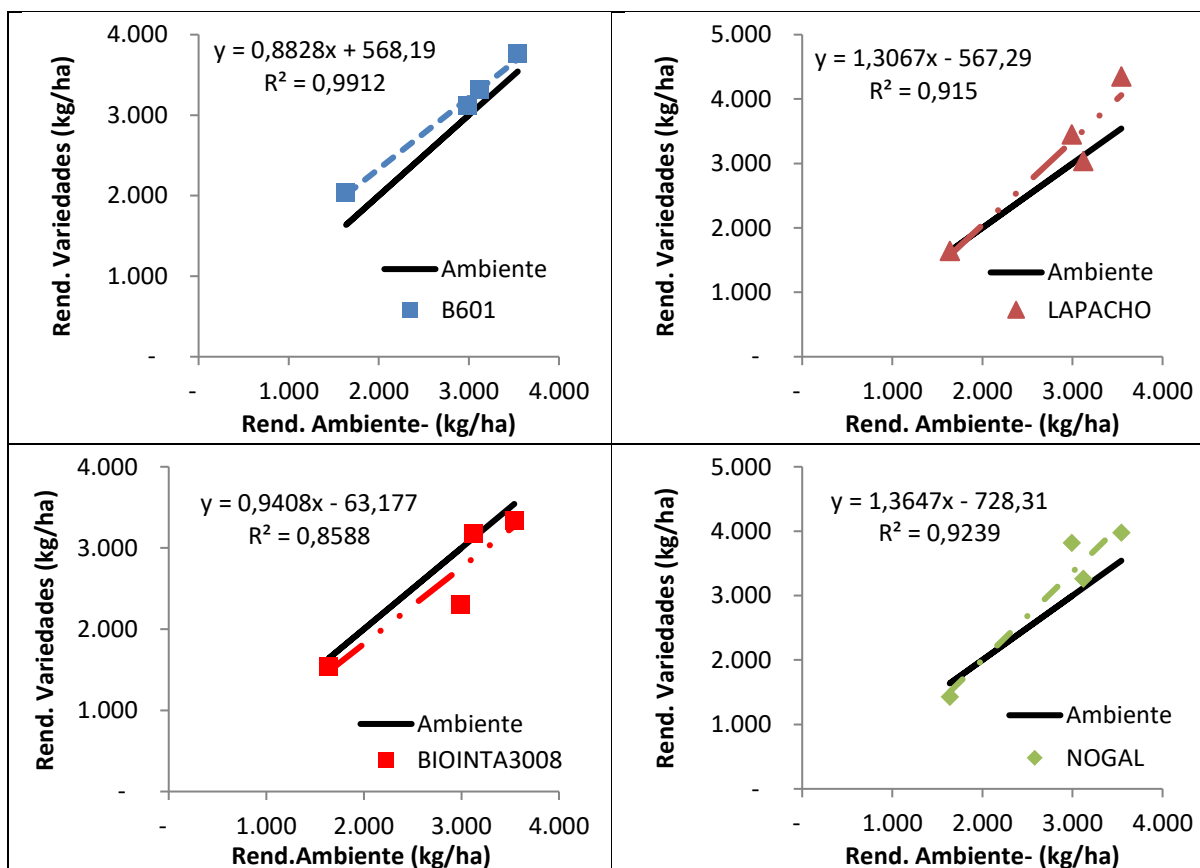 Rend. Variedades (kg/ha)
4.000
3.000
2.000
1.000
-
y = 0,8828x + 568,19
R² = 0,9912
Ambiente
B601
- 1.000 2.000 3.000 4.000
Rend. Ambiente- (kg/ha)
Rend. Variedades (kg/ha)
5.000
4.000
3.000
2.000
1.000
-
y = 1,3067x - 567,29
R² = 0,915
Ambiente
LAPACHO
- 1.000 2.000 3.000 4.000
Rend. Ambiente- (kg/ha)
Rend. Variedades (kg/ha)
4.000
3.000
2.000
1.000
-
y = 0,9408x - 63,177
R² = 0,8588
Ambiente
BIOINTA3008
- 1.000 2.000 3.000 4.000
Rend.Ambiente (kg/ha)
Rend. Variedades (kg/ha)
5.000
4.000
3.000
2.000
1.000
-
y = 1,3647x - 728,31
R² = 0,9239
Ambiente
NOGAL
- 1.000 2.000 3.000 4.000
Rend. Ambiente- (kg/ha)